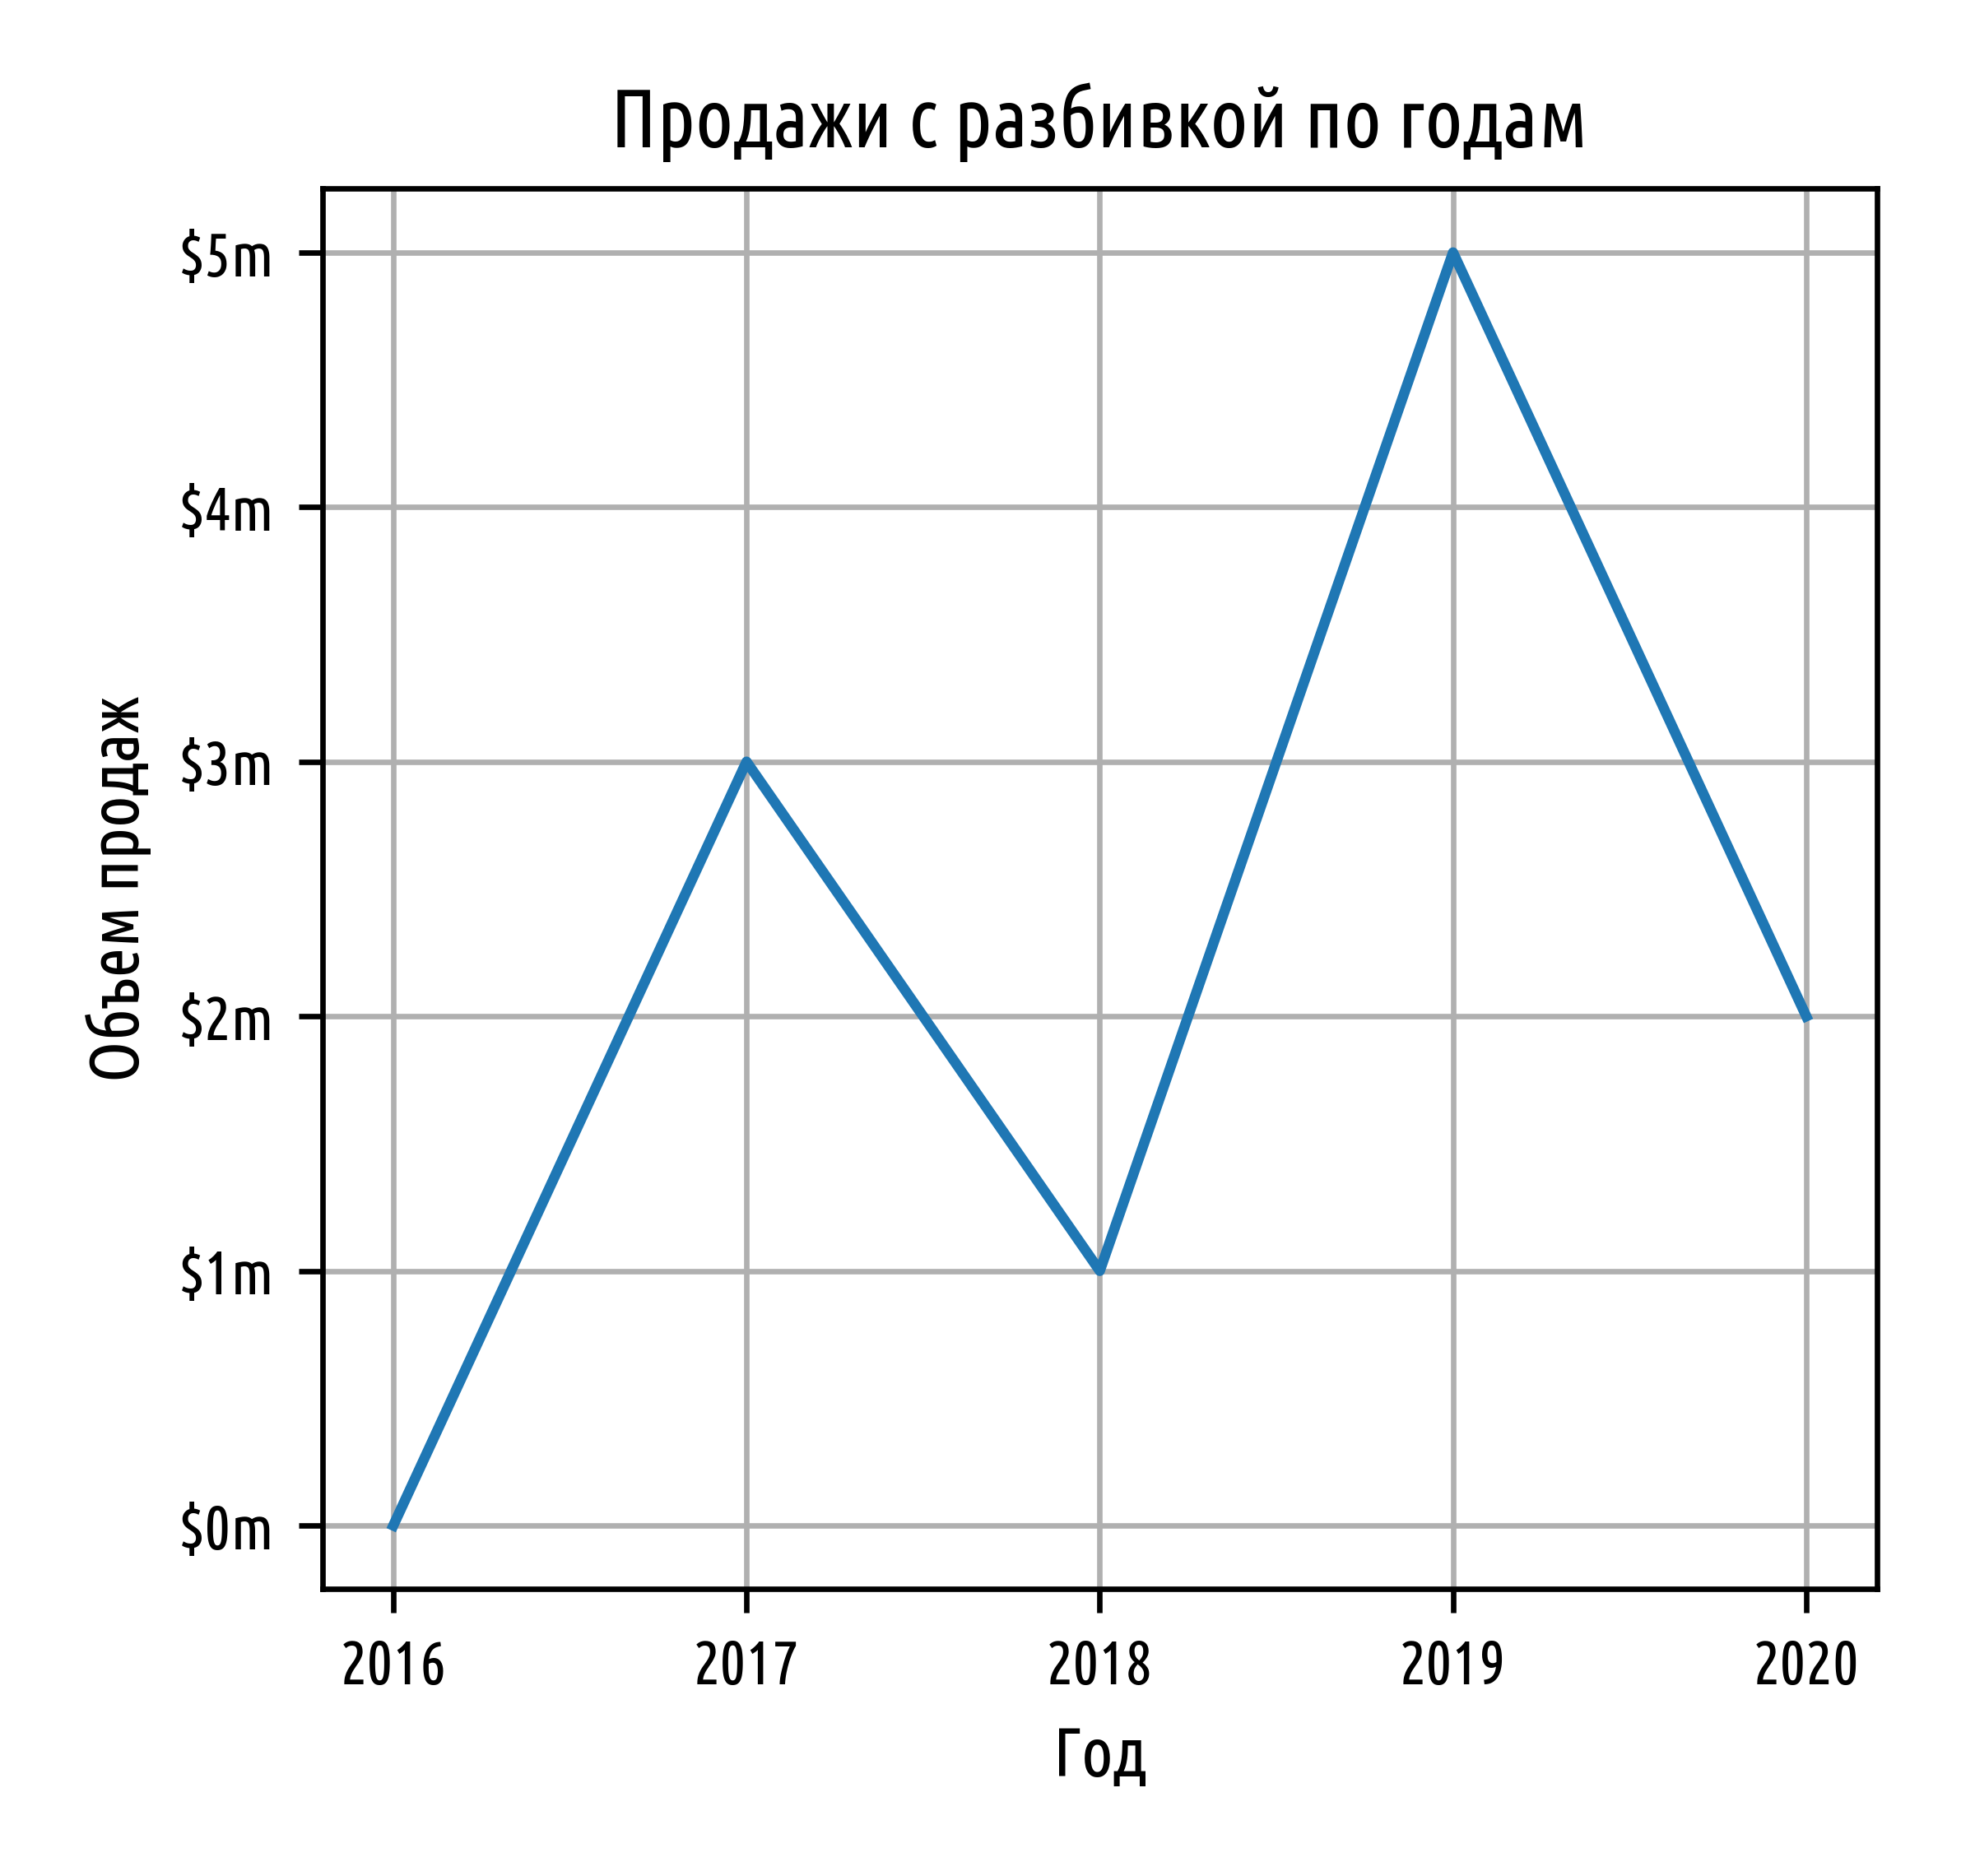 Продажи с разбивкой по годам
Объем продаж
$5m
$4m
$3m
$2m
$1m
$0m
2016 2017 2018 2019 2020
Год